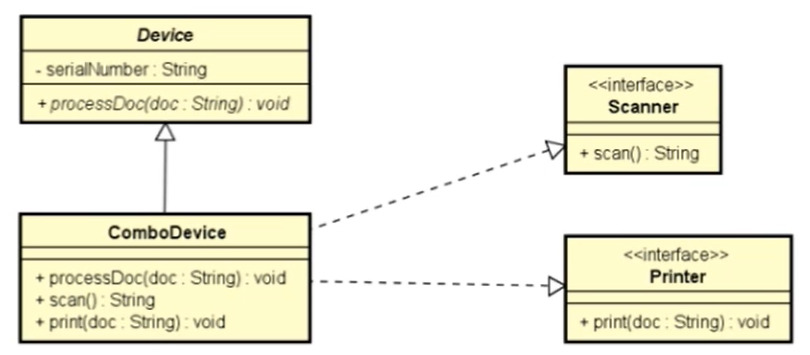 Device
- serialNumber : String
+ processDoc(doc : String) : void
<<interface>>
Scanner
+ scan() : String
ComboDevice
+ processDoc(doc : String) : void
+ scan() : String
+ print(doc : String) : void
<<interface>>
Printer
+ print(doc : String) : void